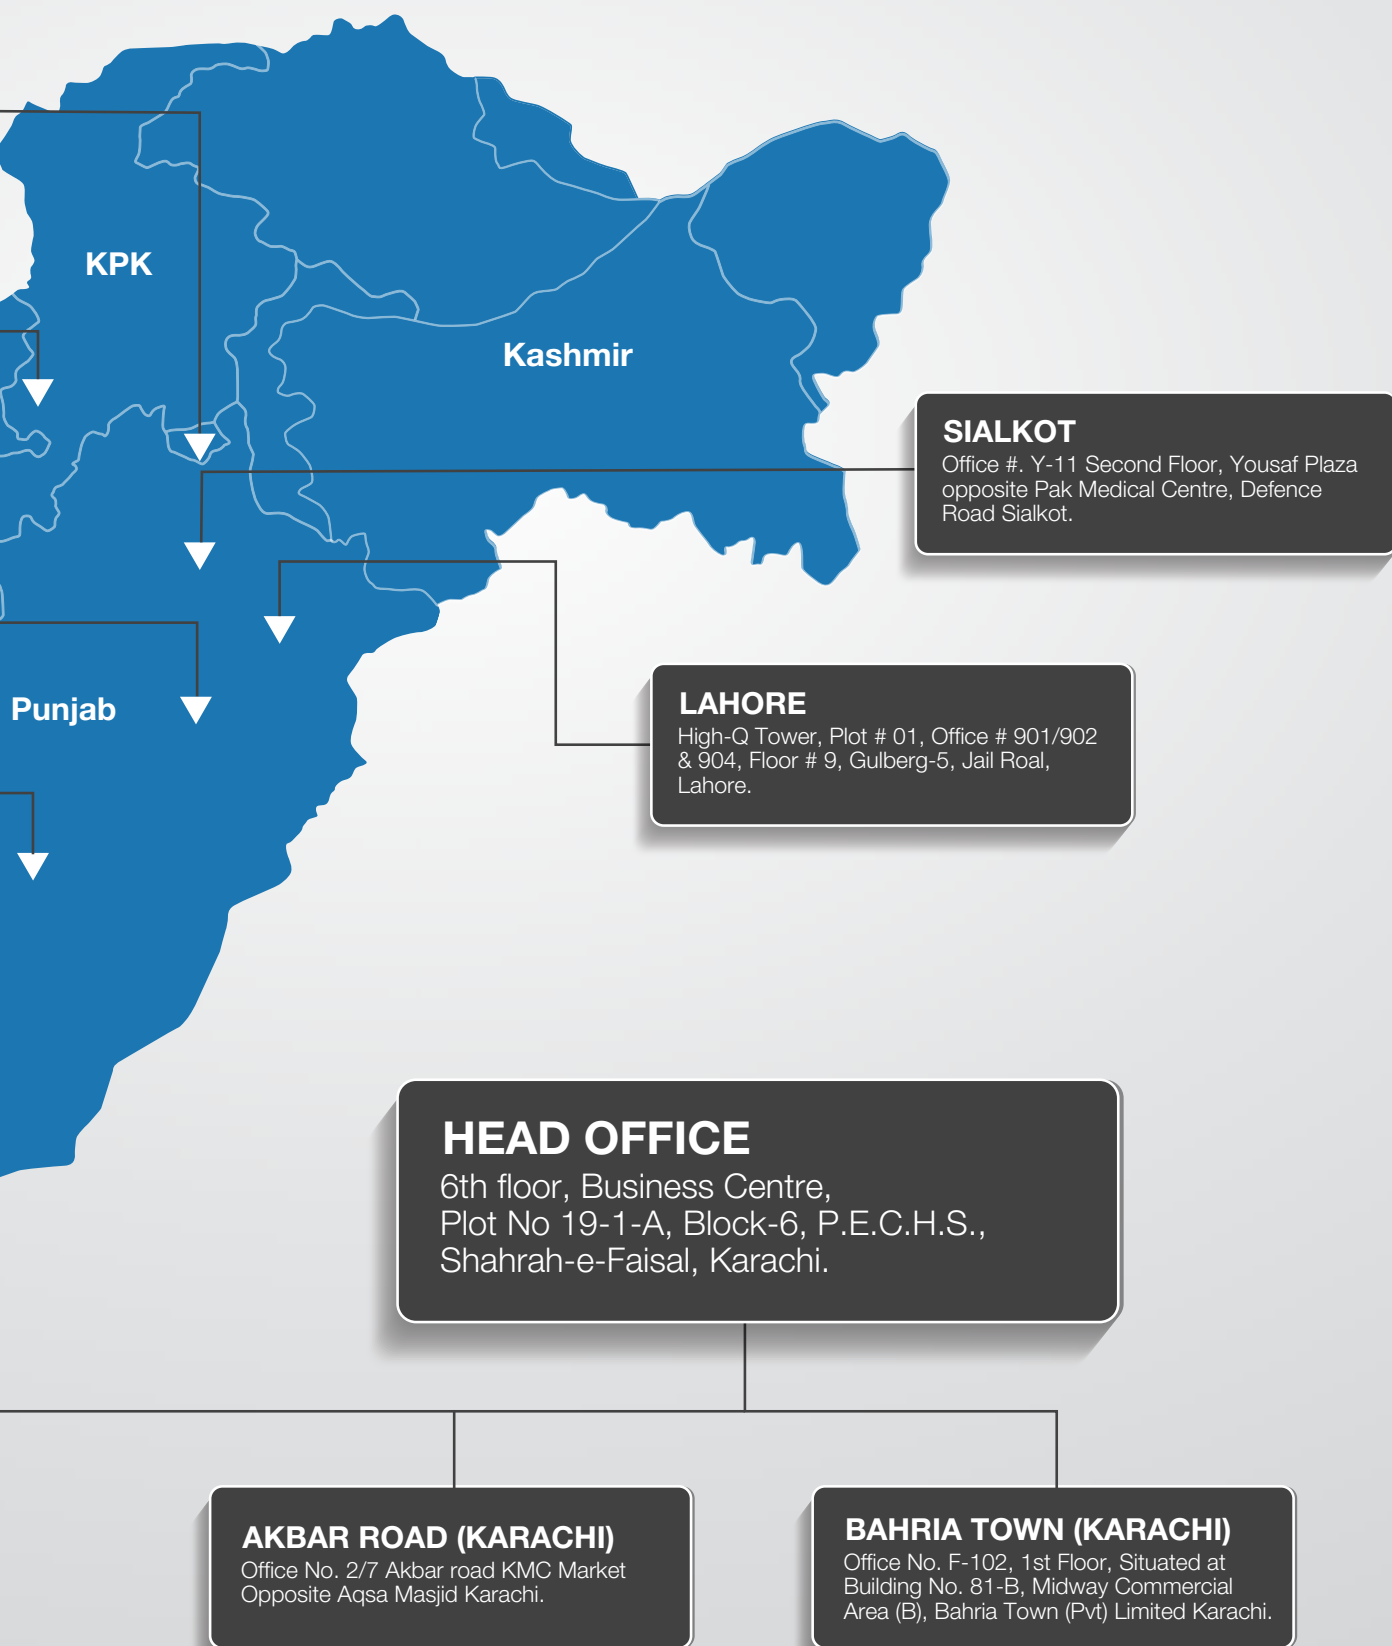 KPK
Kashmir
SIALKOT
Office #. Y-11 Second Floor, Yousaf Plaza
opposite Pak Medical Centre, Defence
Road Sialkot.
LAHORE
High-Q Tower, Plot # 01, Office # 901/902
& 904, Floor # 9, Gulberg-5, Jail Roal,
Lahore.
Punjab
HEAD OFFICE
6th floor, Business Centre,
Plot No 19-1-A, Block-6, P.E.C.H.S.,
Shahrah-e-Faisal, Karachi.
AKBAR ROAD (KARACHI)
Office No. 2/7 Akbar road KMC Market
Opposite Aqsa Masjid Karachi.
BAHRIA TOWN (KARACHI)
Office No. F-102, 1st Floor, Situated at
Building No. 81-B, Midway Commercial
Area (B), Bahria Town (Pvt) Limited Karachi.